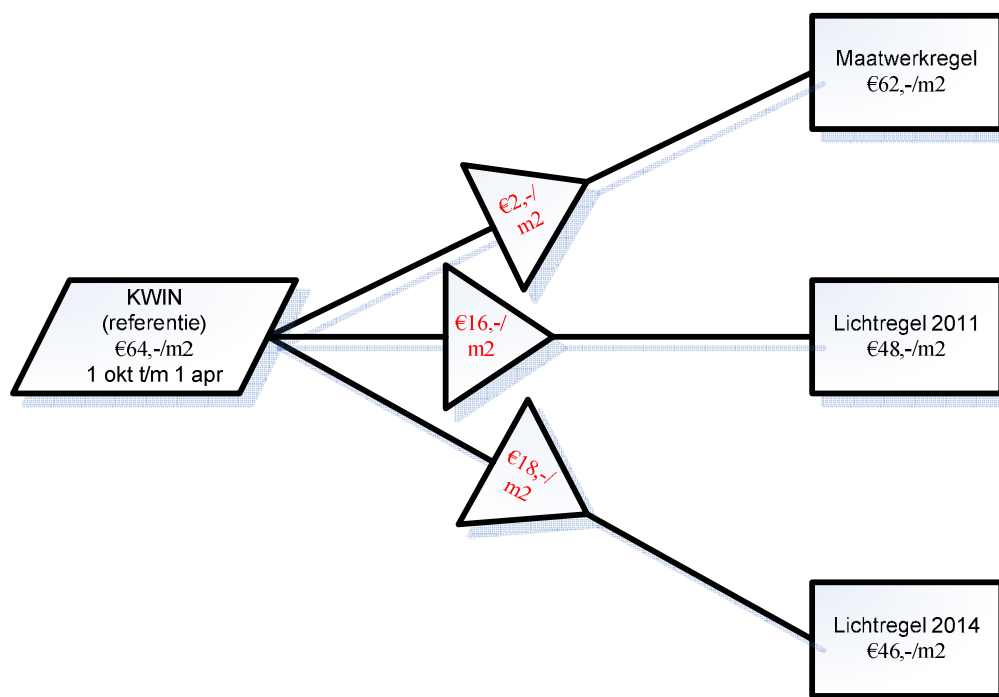 Maatwerkregel
€62,-/m2
€2,-/
m2
KWIN
(referentie)
€64,-/m2
1 okt t/m 1 apr
€16,-/
m2
Lichtregel 2011
€48,-/m2
€18,-/
m2
Lichtregel 2014
€46,-/m2